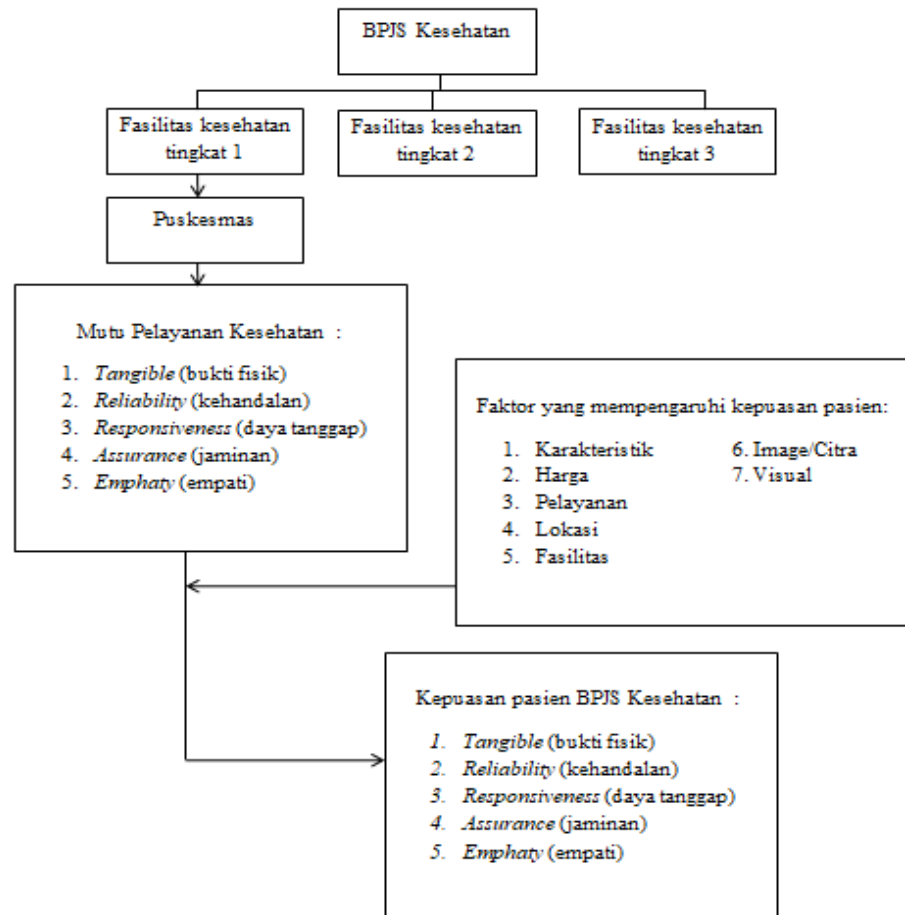 BPJS Kesehatan
Fasilitas kesehatan
tingkat 1
Fasilitas kesehatan
tingkat 2
Fasilitas kesehatan
tingkat 3
Puskesmas
Mutu Pelayanan Kesehatan :
1. Tangible (bukti fisik)
2. Reliability (kehandalan)
3. Responsiveness (daya tanggap)
4. Assurance (jaminan)
5. Emphaty (empati)
Faktor yang mempengaruhi kepuasan pasien:
1. Karakteristik
2. Harga
3. Pelayanan
4. Lokasi
5. Fasilitas
6. Image/Citra
7. Visual
Kepuasan pasien BPJS Kesehatan :
1. Tangible (bukti fisik)
2. Reliability (kehandalan)
3. Responsiveness (daya tanggap)
4. Assurance (jaminan)
5. Emphaty (empati)